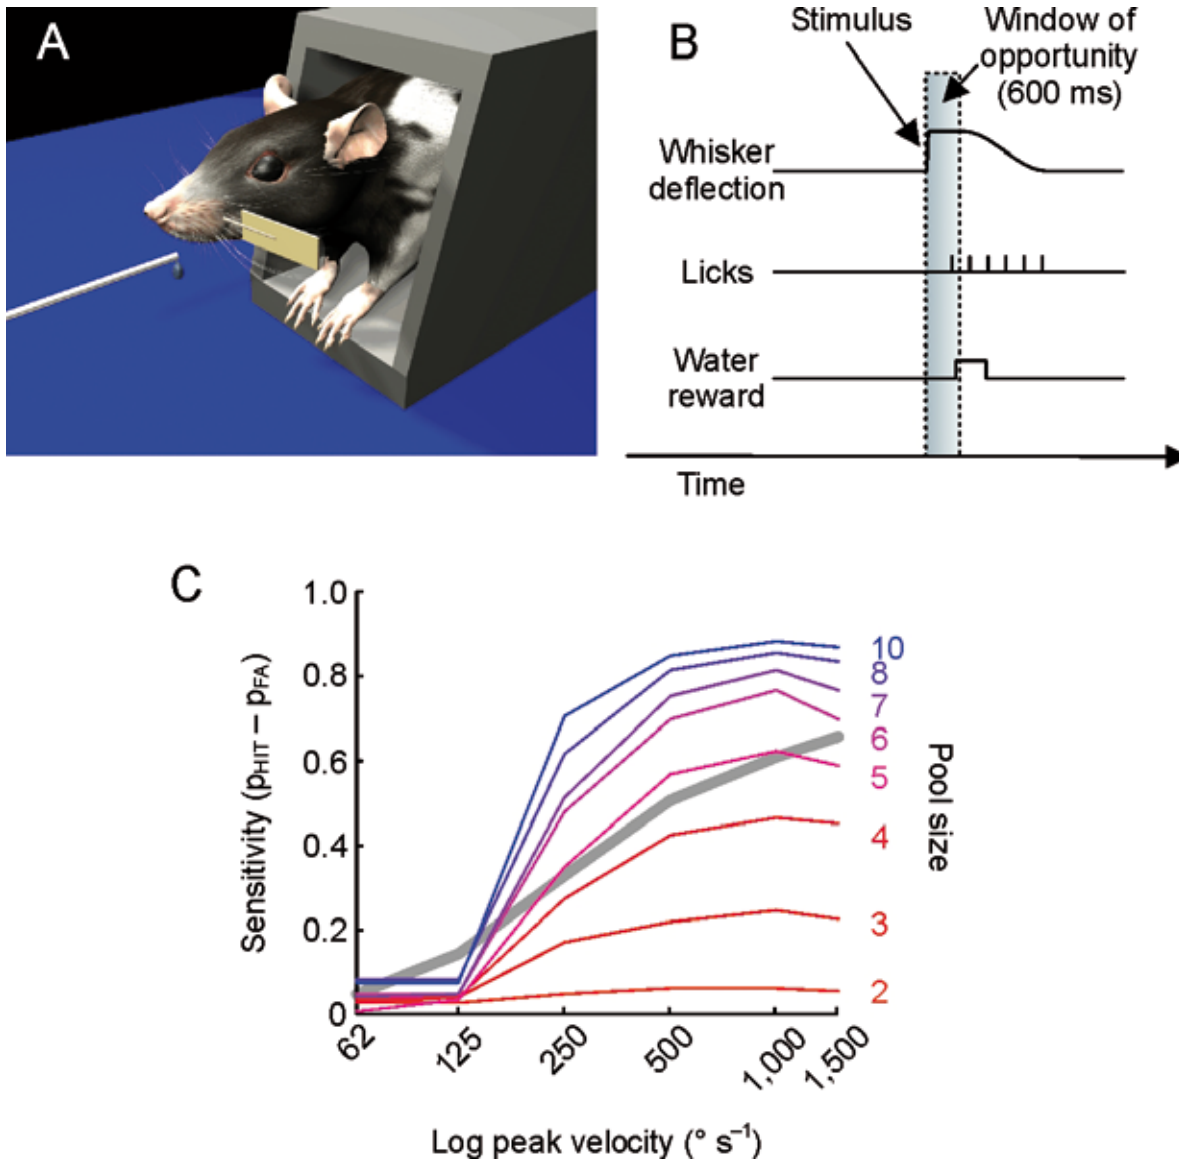 A
B
Stimulus
Window of
opportunity
(600 ms)
Whisker
deflection
Licks
Water
reward
Time
C
Sensitivity (pHIT – pFA)
1.0
0.8
0.6
0.4
0.2
0
62
125
250
500
1,000
1,500
Log peak velocity (° s⁻¹)
10
8
7
6
5
4
3
2
Pool size